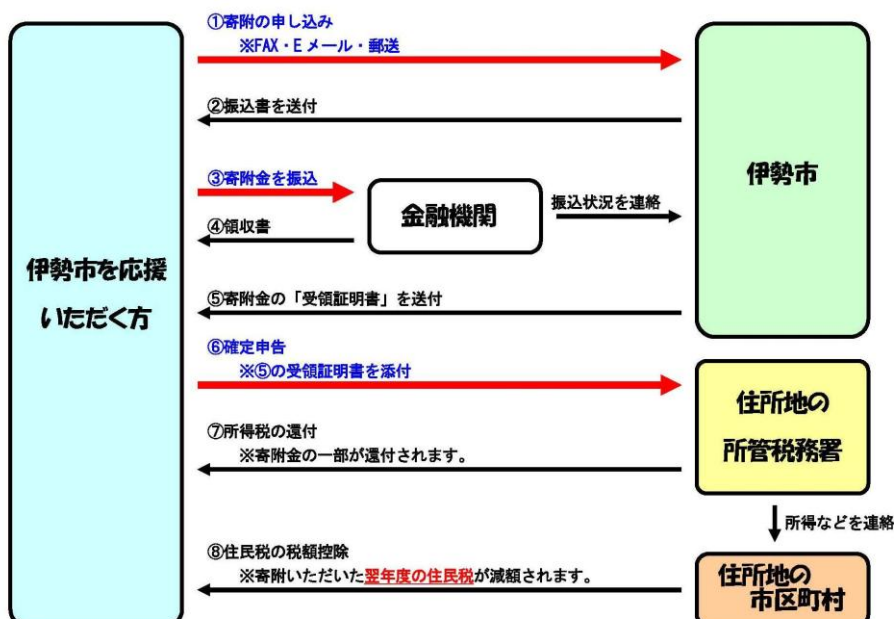 ①寄附の申し込み
※FAX・Eメール・郵送
②振込書を送付
③寄附金を振込
④領収書
金融機関
振込状況を連絡
伊勢市
伊勢市を応援
いただく方
⑤寄附金の「受領証明書」を送付
⑥確定申告
※⑤の受領証明書を添付
住所地の
所管税務署
⑦所得税の還付
※寄附金の一部が還付されます。
所得などを連絡
⑧住民税の税額控除
※寄附いただいた翌年度の住民税が減額されます。
住所地の
市区町村